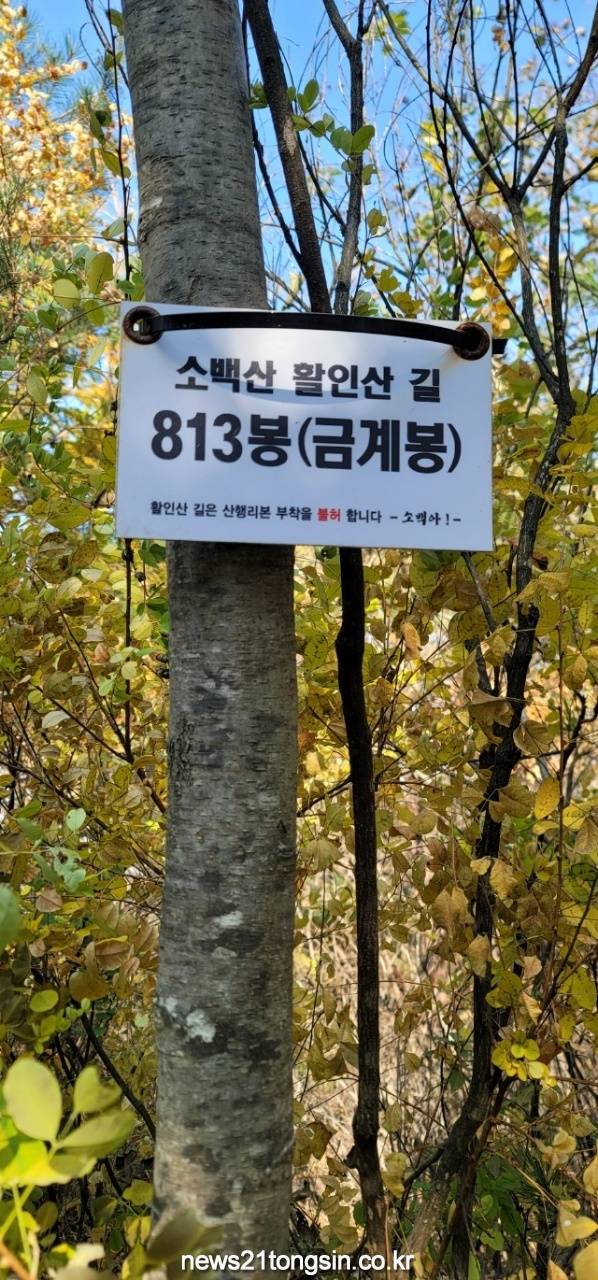 소백산 활인산 길
813봉(금계봉)
활인산 길은 산행리본 부착을 불허 합니다 - 소백아! -
news21tongsin.co.kr